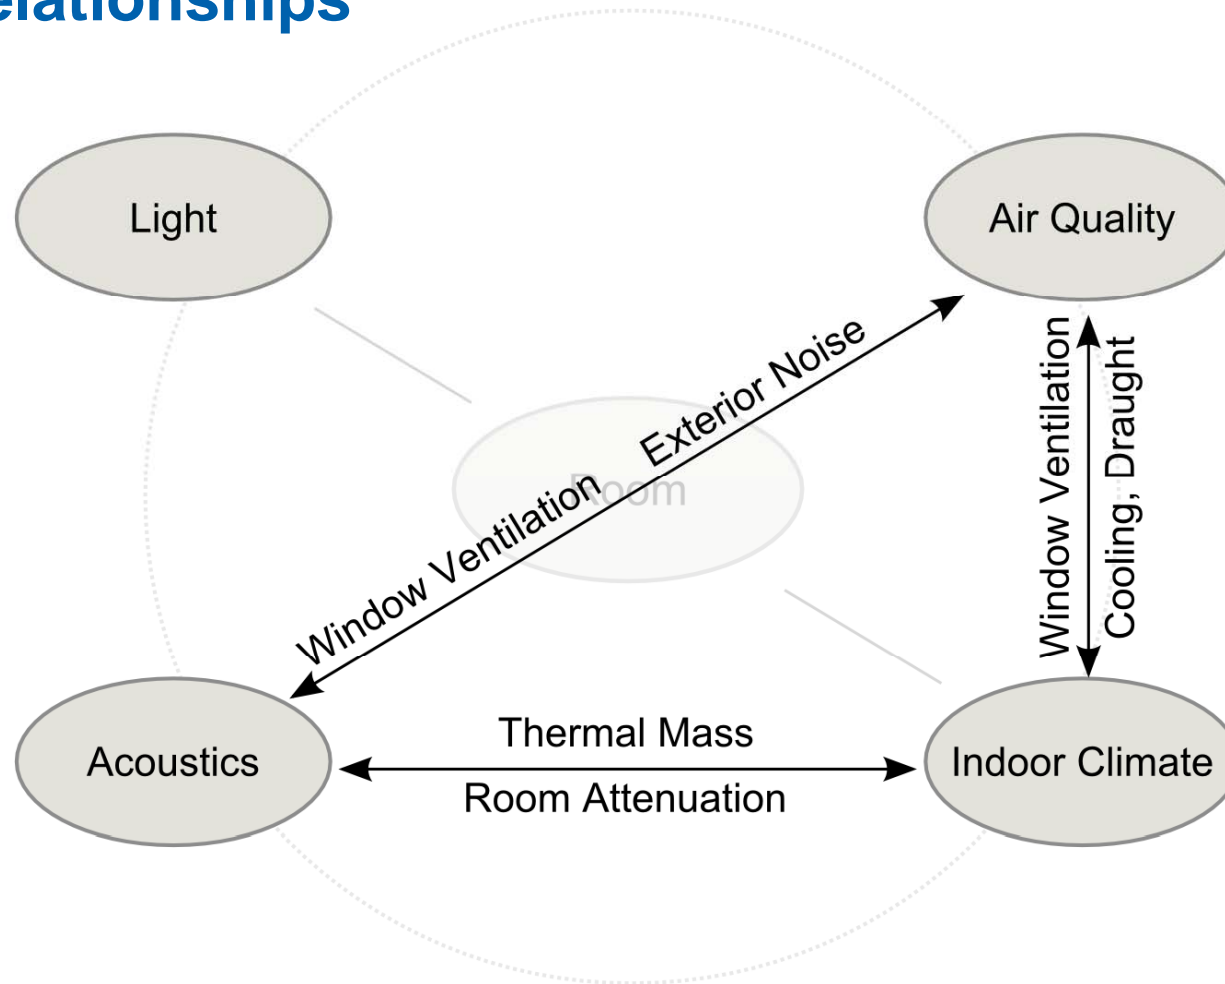 elationships
Light
Air Quality
Exterior Noise
Window Ventilation
Room
Window Ventilation
Cooling, Draught
Thermal Mass
Room Attenuation
Acoustics
Indoor Climate